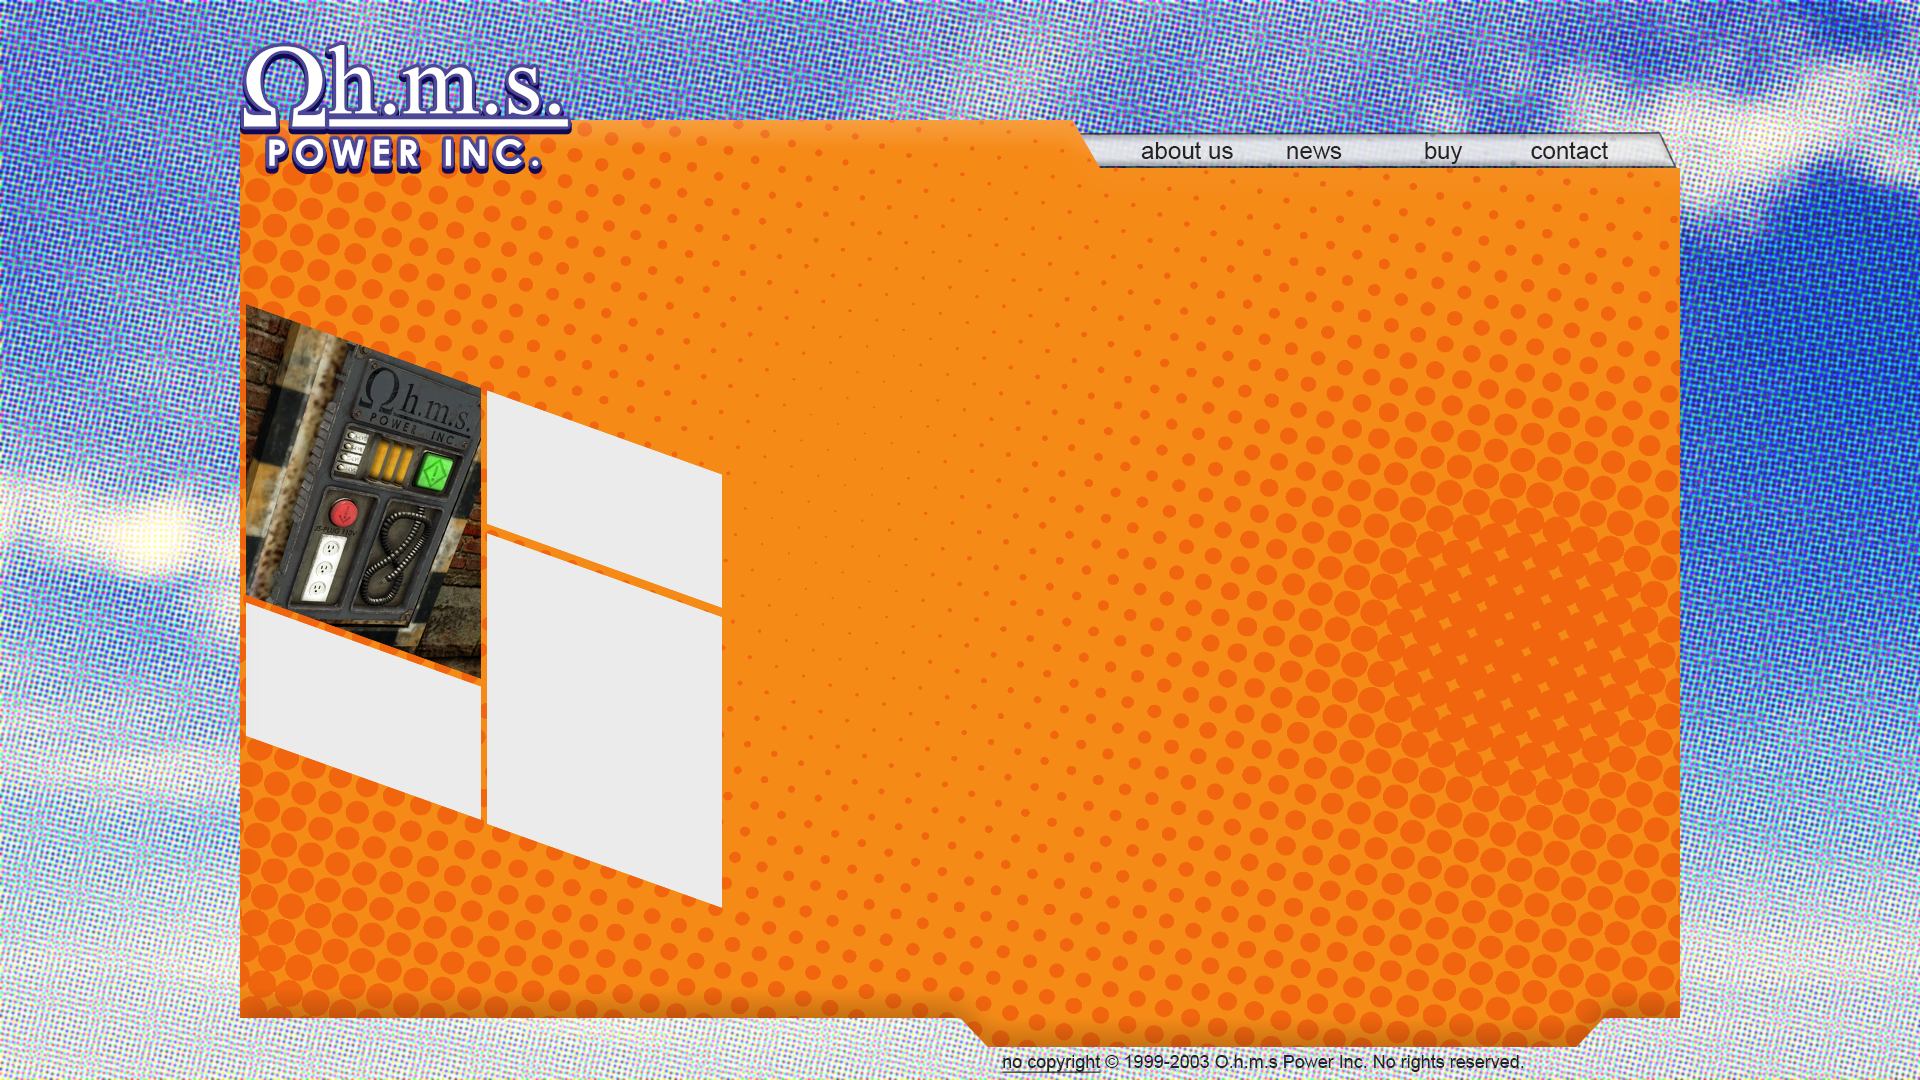 Ωh.m.s.
POWER INC.
about us news buy contact
Ωh.m.s.
POWER INC
no copyright © 1999-2003 O.h.m.s Power Inc. No rights reserved.